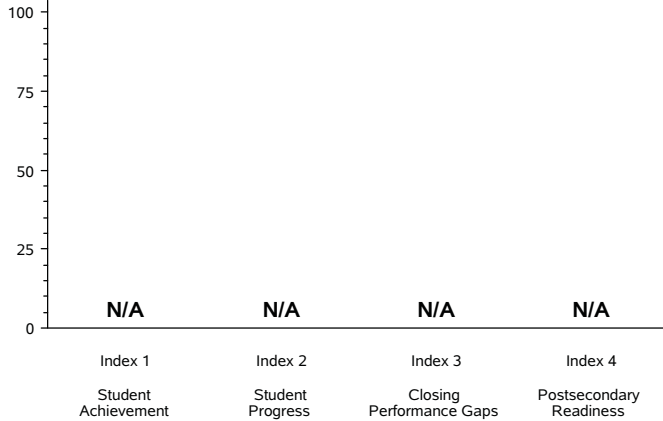 100
75
50
25
0
N/A N/A N/A N/A
Index 1 Index 2 Index 3 Index 4
Student Student Closing Postsecondary
Achievement Progress Performance Gaps Readiness